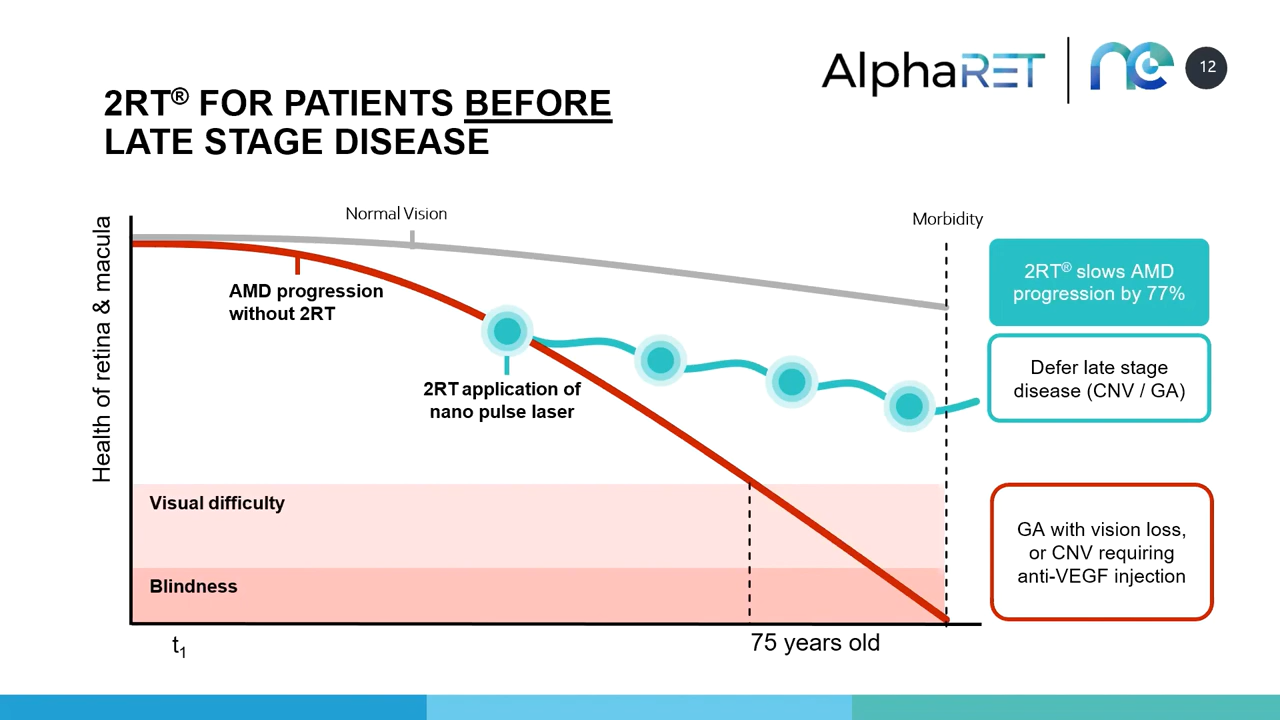 AlphaRET
ne
12
2RT® FOR PATIENTS BEFORE
LATE STAGE DISEASE
Health of retina & macula
Normal Vision
Morbidity
AMD progression
without 2RT
2RT application of
nano pulse laser
2RT® slows AMD
progression by 77%
Defer late stage
disease (CNV / GA)
Visual difficulty
Blindness
GA with vision loss,
or CNV requiring
anti-VEGF injection
t₁
75 years old